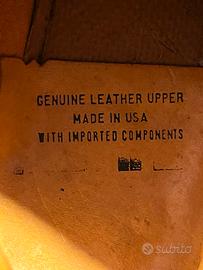 GENUINE LEATHER UPPER
MADE IN USA
WITH IMPORTED COMPONENTS
subito